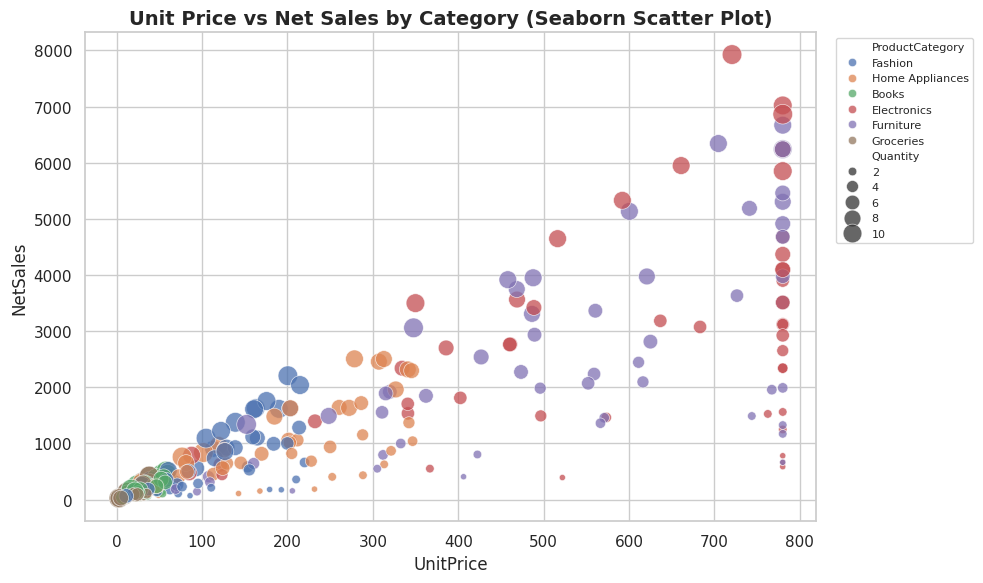 Unit Price vs Net Sales by Category (Seaborn Scatter Plot)
8000
7000
6000
5000
4000
3000
2000
1000
0
NetSales
0 100 200 300 400 500 600 700 800
UnitPrice
ProductCategory
Fashion
Home Appliances
Books
Electronics
Furniture
Groceries
Quantity
2
4
6
8
10